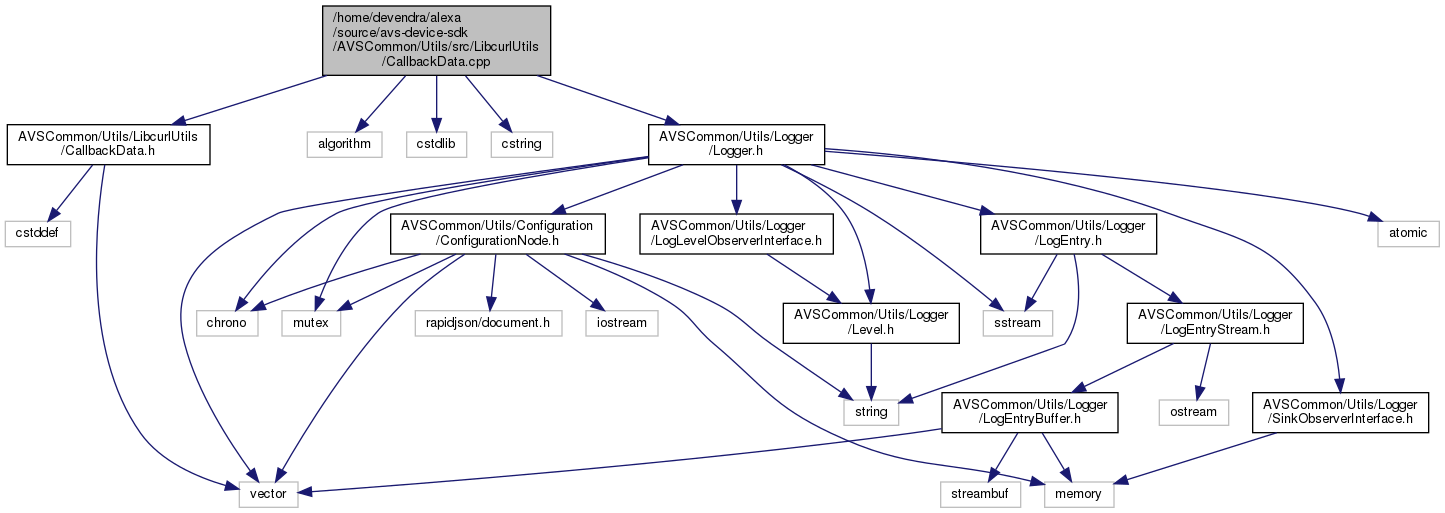 /home/devendra/alexa
/source/avs-device-sdk
/AVSCommon/Utils/src/LibcurlUtils
/CallbackData.cpp
AVSCommon/Utils/LibcurlUtils
/CallbackData.h
algorithm
cstdlib
cstring
AVSCommon/Utils/Logger
/Logger.h
cstddef
AVSCommon/Utils/Configuration
/ConfigurationNode.h
AVSCommon/Utils/Logger
/LogLevelObserverInterface.h
AVSCommon/Utils/Logger
/LogEntry.h
atomic
chrono
mutex
rapidjson/document.h
iostream
AVSCommon/Utils/Logger
/Level.h
sstream
AVSCommon/Utils/Logger
/LogEntryStream.h
string
AVSCommon/Utils/Logger
/LogEntryBuffer.h
ostream
AVSCommon/Utils/Logger
/SinkObserverInterface.h
vector
streambuf
memory